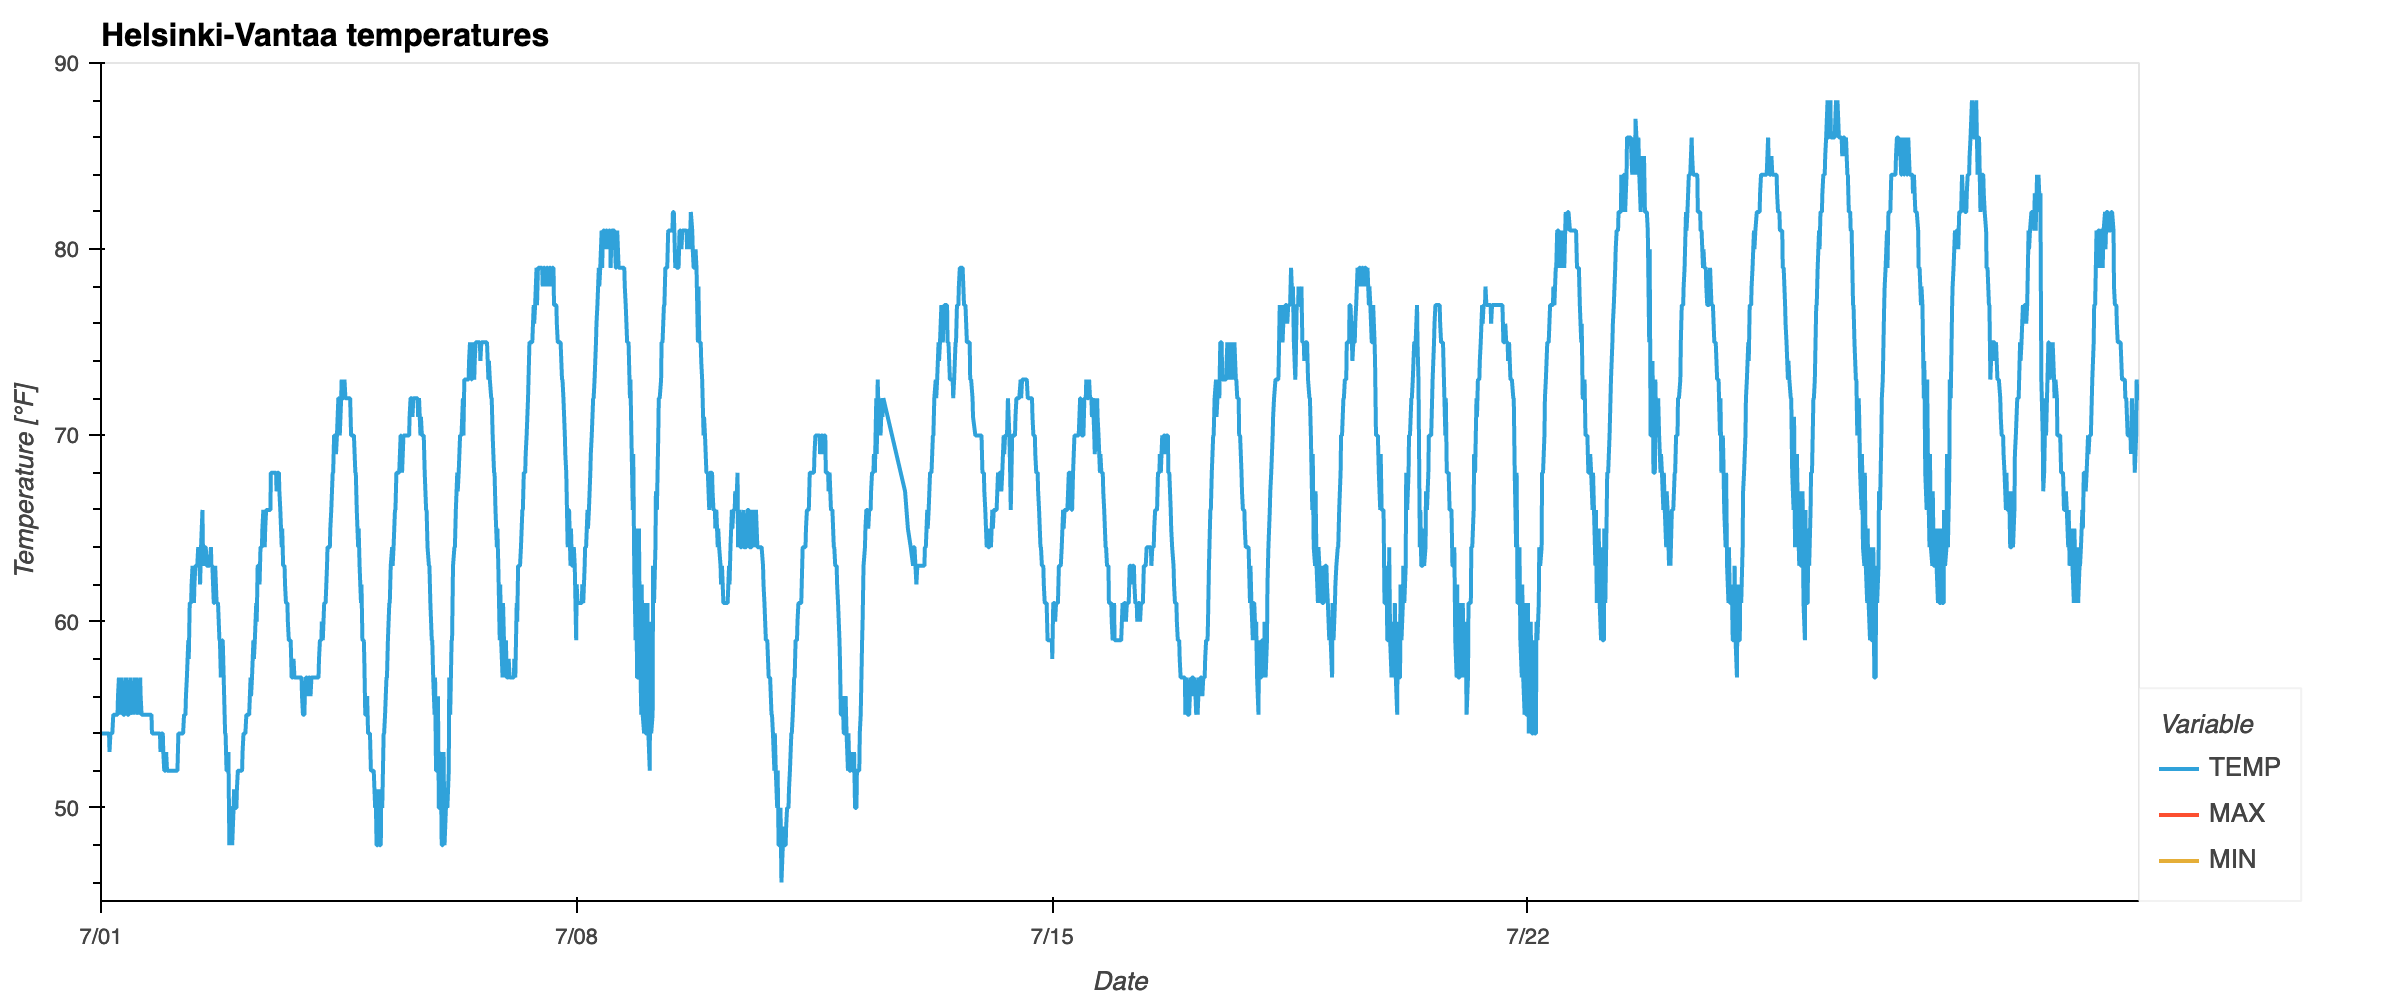 Helsinki-Vantaa temperatures
90
80
70
60
50
Temperature [°F]
7/01
7/08
7/15
7/22
Date
Variable
TEMP
MAX
MIN